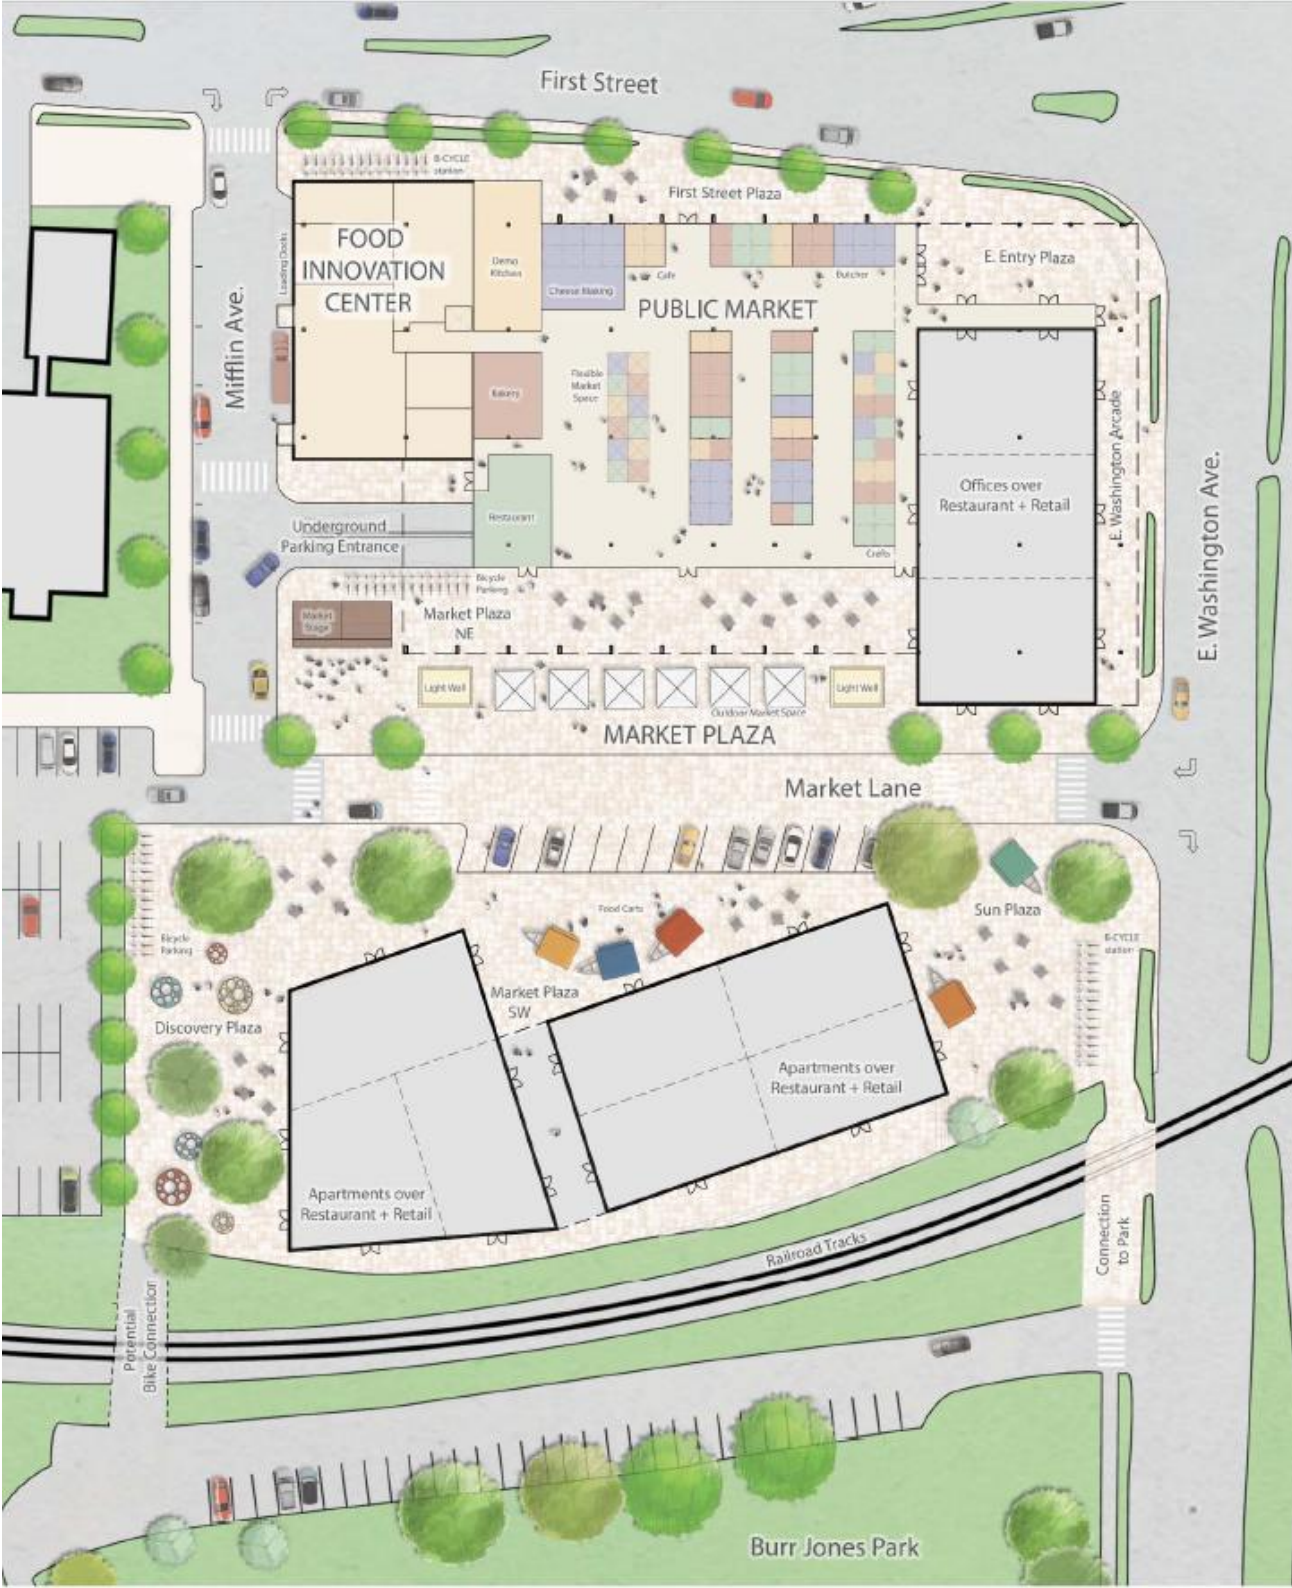 First Street
B-CYCLE
station
First Street Plaza
FOOD
INNOVATION
CENTER
Loading Docks
Demo
Kitchen
Cheese Making
Cafe
Butcher
E. Entry Plaza
PUBLIC MARKET
Mifflin Ave.
Bakery
Flexible
Market
Space
E. Washington Arcade
E. Washington Ave.
Offices over
Restaurant + Retail
Restaurant
Underground
Parking Entrance
Crafts
Bicycle
Parking
Market
Stage
Market Plaza
NE
Light Well
Light Well
Outdoor Market Space
MARKET PLAZA
Market Lane
Food Carts
Sun Plaza
B-CYCLE
station
Bicycle
Parking
Market Plaza
SW
Discovery Plaza
Apartments over
Restaurant + Retail
Apartments over
Restaurant + Retail
Railroad Tracks
Connection
to Park
Potential
Bike Connection
Burr Jones Park